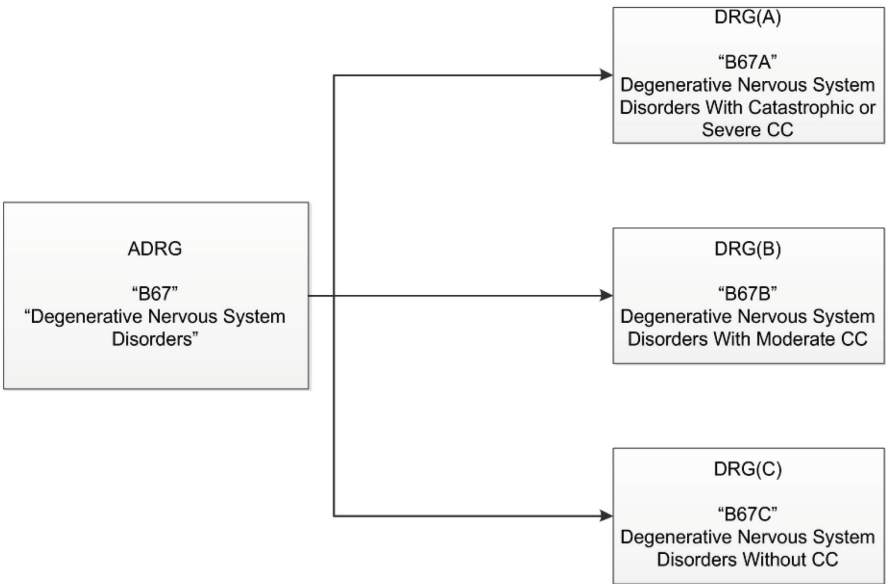 DRG(A)
“B67A”
Degenerative Nervous System
Disorders With Catastrophic or
Severe CC
ADRG
“B67”
“Degenerative Nervous System
Disorders”
DRG(B)
“B67B”
Degenerative Nervous System
Disorders With Moderate CC
DRG(C)
“B67C”
Degenerative Nervous System
Disorders Without CC